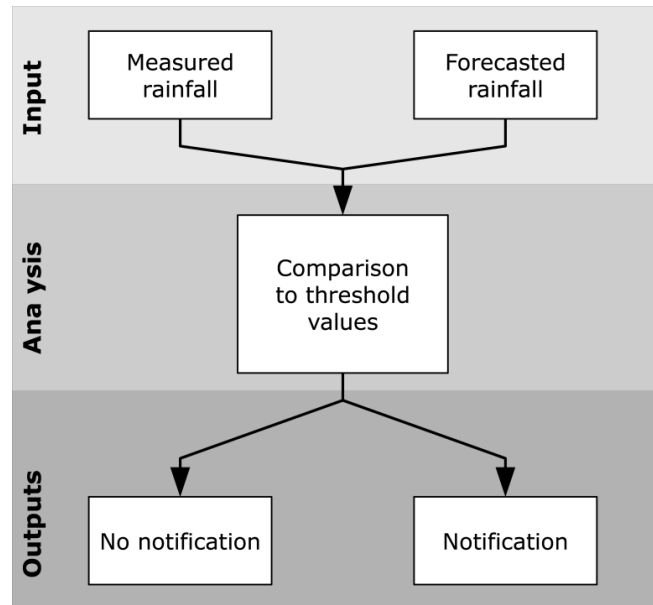 Input
Measured
rainfall
Forecasted
rainfall
Ana ysis
Comparison
to threshold
values
Outputs
No notification
Notification